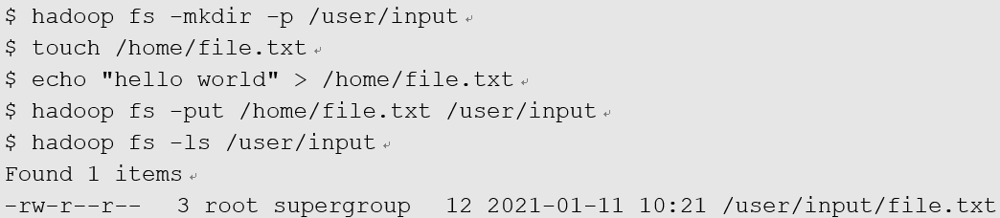 $ hadoop fs -mkdir -p /user/input
$ touch /home/file.txt
$ echo "hello world" > /home/file.txt
$ hadoop fs -put /home/file.txt /user/input
$ hadoop fs -ls /user/input
Found 1 items
-rw-r--r--  3 root supergroup  12 2021-01-11 10:21 /user/input/file.txt